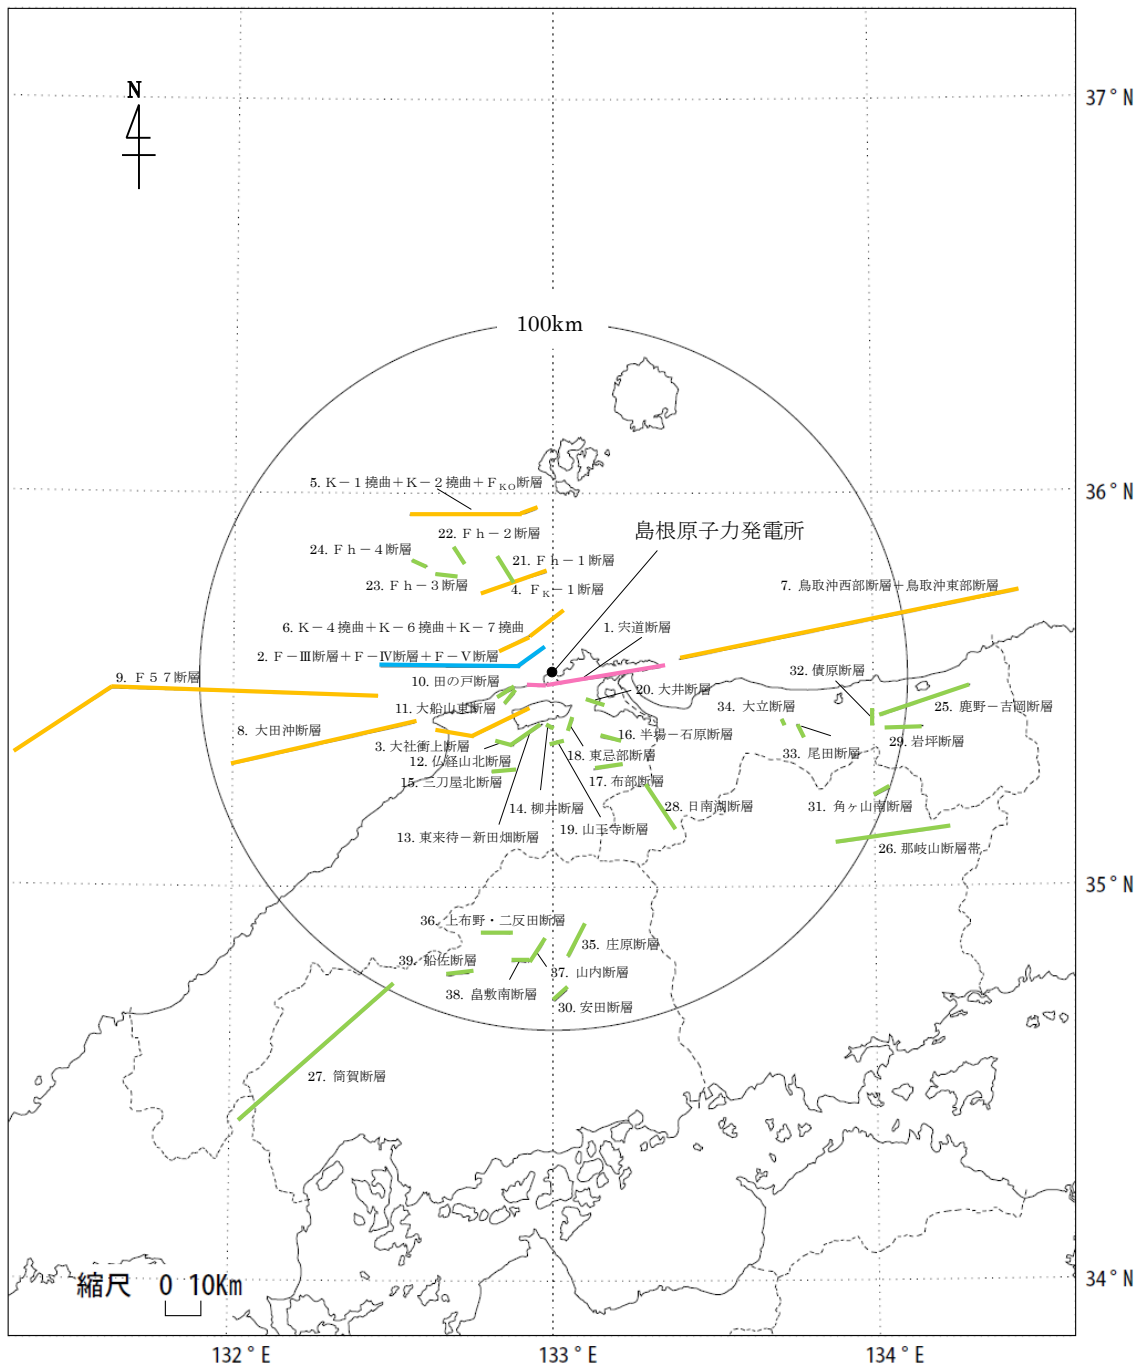 N
37°N
100km
5. K－1撓曲＋K－2撓曲＋FKO断層
36°N
22. Fh－2断層
島根原子力発電所
24. Fh－4断層
21. Fh－1断層
23. Fh－3断層
4. FK－1断層
7. 鳥取沖西部断層＋鳥取沖東部断層
6. K－4撓曲＋K－6撓曲＋K－7撓曲
1. 宍道断層
2. F－Ⅲ断層＋F－Ⅳ断層＋F－Ⅴ断層
9. F57断層
10. 田の戸断層
20. 大井断層
32. 債原断層
11. 大船山東断層
34. 大立断層
25. 鹿野－吉岡断層
8. 大田沖断層
16. 半場－石原断層
3. 大社衝上断層
18. 東忌部断層
33. 尾田断層
29. 岩坪断層
12. 仏経山北断層
15. 三刀屋北断層
17. 布部断層
14. 柳井断層
28. 日南湖断層
31. 角ヶ山南断層
13. 東来待－新田畑断層
19. 山王寺断層
26. 那岐山断層帯
35°N
36. 上布野・二反田断層
35. 庄原断層
39. 船佐断層
37. 山内断層
38. 畠敷南断層
30. 安田断層
27. 筒賀断層
34°N
縮尺 0 10Km
132°E
133°E
134°E